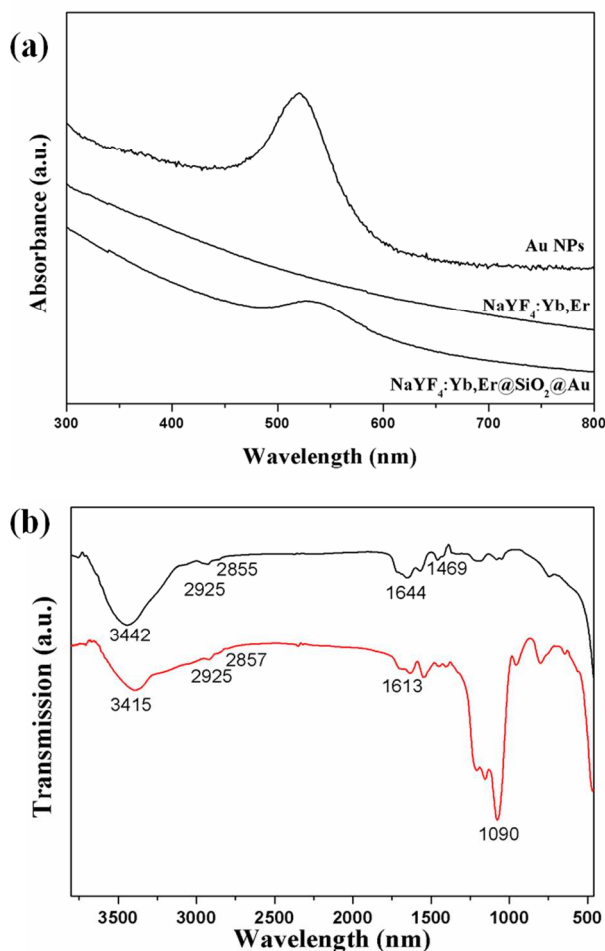 (a)
Absorbance (a.u.)
Au NPs
NaYF4:Yb,Er
NaYF4:Yb,Er@SiO2@Au
300 400 500 600 700 800
Wavelength (nm)
(b)
Transmission (a.u.)
2855
2925
3442
1644
1469
2857
2925
3415
1613
1090
3500 3000 2500 2000 1500 1000 500
Wavelength (nm)